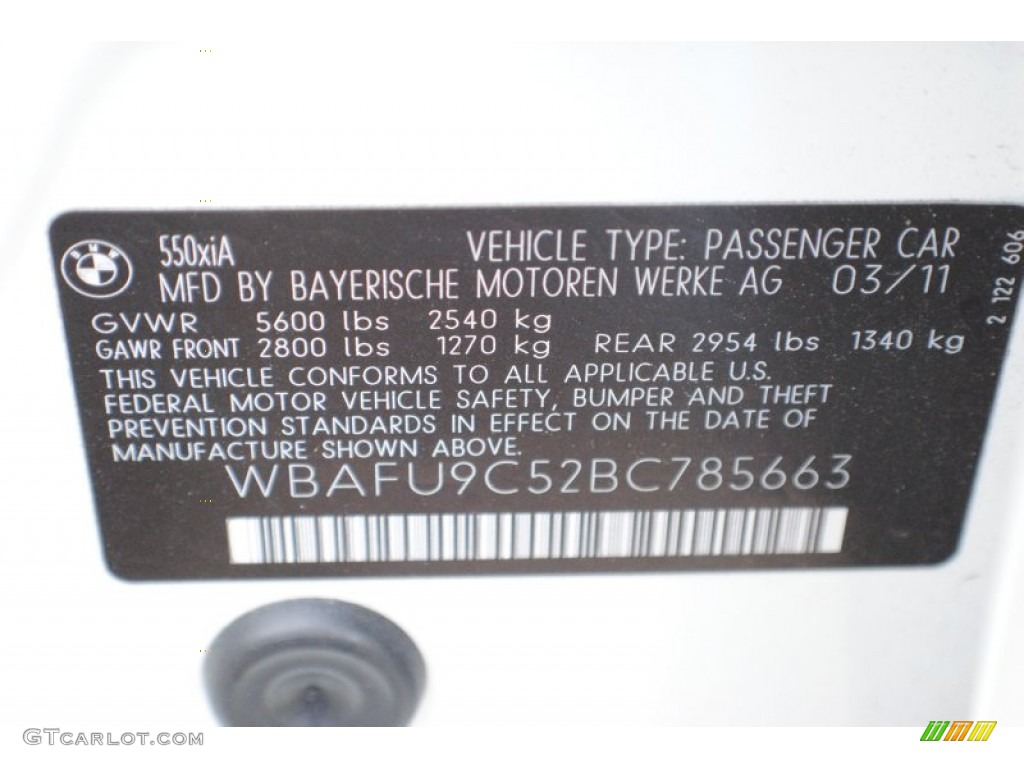 550xiA VEHICLE TYPE: PASSENGER CAR
MFD BY BAYERISCHE MOTOREN WERKE AG 03/11
GVWR 5600 lbs 2540 kg
GAWR FRONT 2800 lbs 1270 kg REAR 2954 lbs 1340 kg
THIS VEHICLE CONFORMS TO ALL APPLICABLE U.S.
FEDERAL MOTOR VEHICLE SAFETY, BUMPER AND THEFT
PREVENTION STANDARDS IN EFFECT ON THE DATE OF
MANUFACTURE SHOWN ABOVE.
WBAFU9C52BC785663
2 122 606
BMW
GTCARLOT.COM